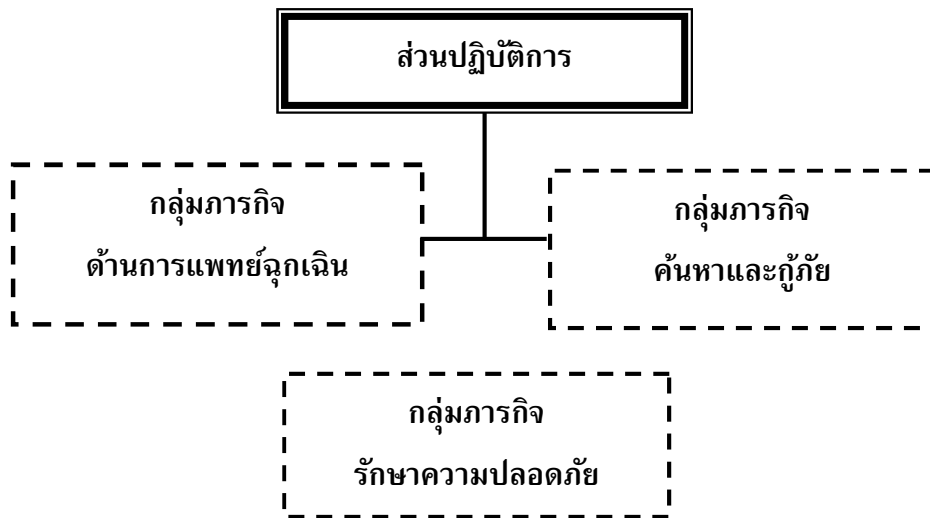 ส่วนปฏิบัติการ
กลุ่มภารกิจ
ด้านการแพทย์ฉุกเฉิน
กลุ่มภารกิจ
ค้นหาและกู้ภัย
กลุ่มภารกิจ
รักษาความปลอดภัย